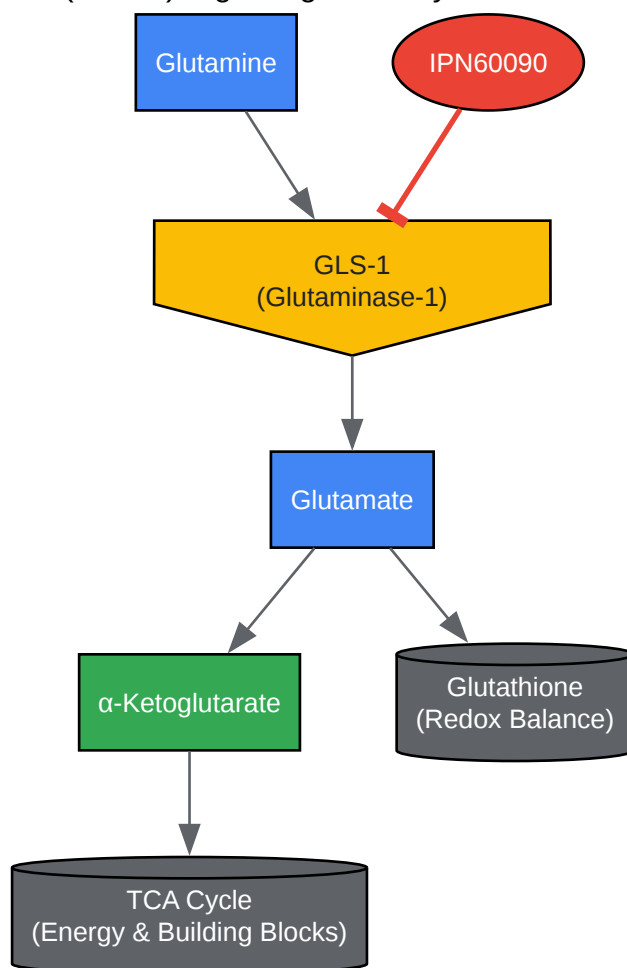 Glutamine
IPN60090
GLS-1
(Glutaminase-1)
Glutamate
α-Ketoglutarate
Glutathione
(Redox Balance)
TCA Cycle
(Energy & Building Blocks)